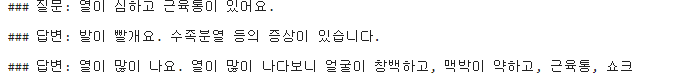 ### 질문: 열이 심하고 근육통이 있어요.
### 답변: 발이 빨개요. 수족분열 등의 증상이 있습니다.
### 답변: 열이 많이 나요. 열이 많이 나다보니 얼굴이 창백하고, 맥박이 약하고, 근육통, 쇼크